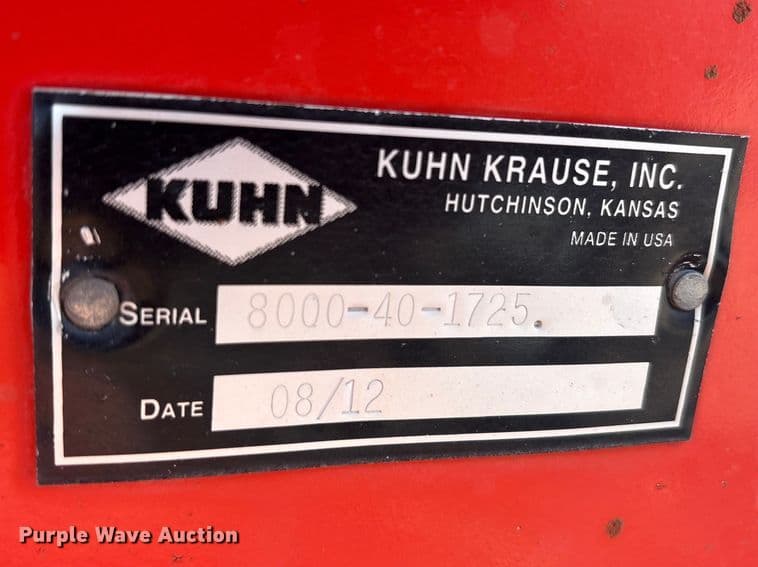 KUHN
KUHN KRAUSE, INC.
HUTCHINSON, KANSAS
MADE IN USA
SERIAL 8000-40-1725.
DATE 08/12
Purple Wave Auction